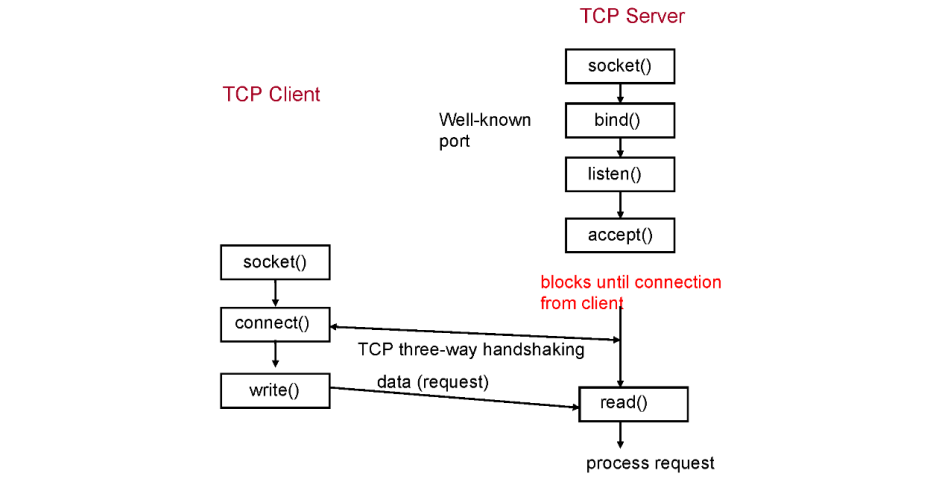 TCP Server
socket()
TCP Client
Well-known
port
bind()
listen()
accept()
socket()
blocks until connection
from client
connect()
TCP three-way handshaking
data (request)
write()
read()
process request